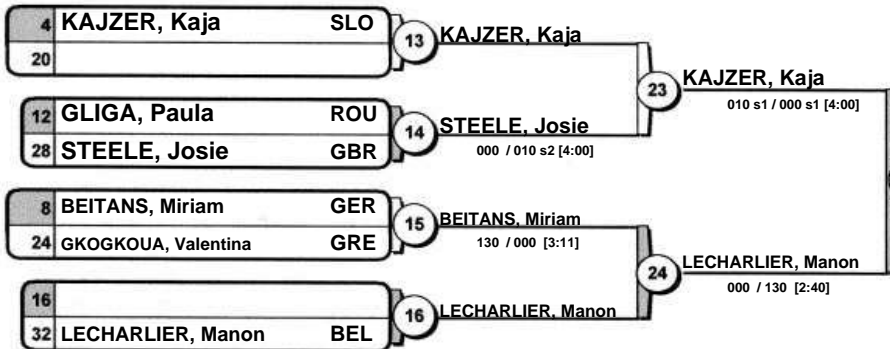 4 KAJZER, Kaja SLO
20
13
KAJZER, Kaja
12 GLIGA, Paula ROU
28 STEELE, Josie GBR
14
STEELE, Josie
000 / 010 s2 [4:00]
23
KAJZER, Kaja
010 s1 / 000 s1 [4:00]
8 BEITANS, Miriam GER
24 GKOGKOUA, Valentina GRE
15
BEITANS, Miriam
130 / 000 [3:11]
16
32 LECHARLIER, Manon BEL
16
LECHARLIER, Manon
24
LECHARLIER, Manon
000 / 130 [2:40]